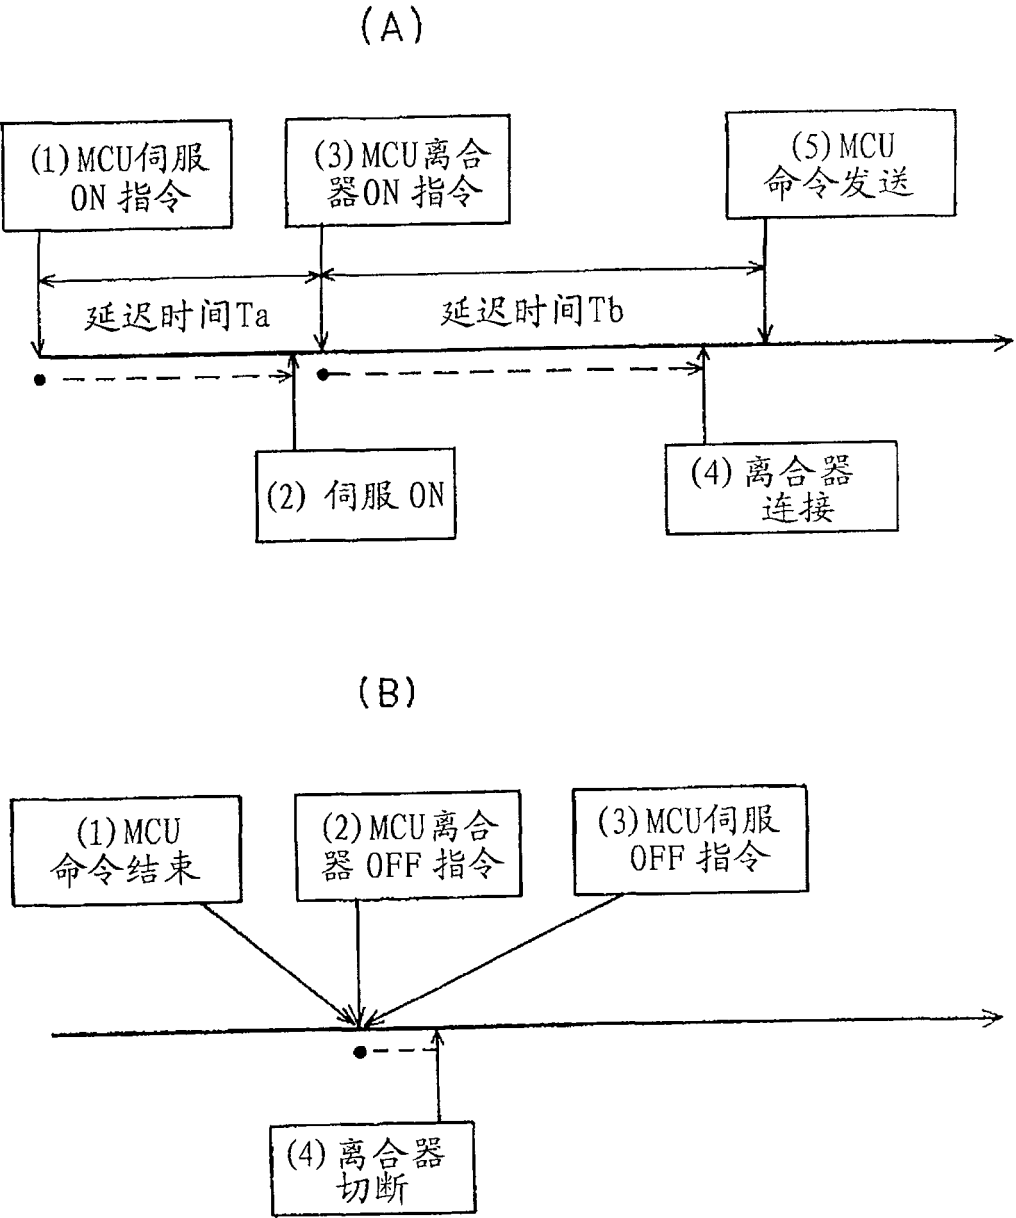 (A)
(1)MCU伺服
ON 指令
(3)MCU离合
器ON 指令
(5)MCU
命令发送
延迟时间Ta
延迟时间Tb
(2) 伺服 ON
(4) 离合器
连接
(B)
(1)MCU
命令结束
(2)MCU离合
器 OFF 指令
(3)MCU伺服
OFF 指令
(4) 离合器
切断